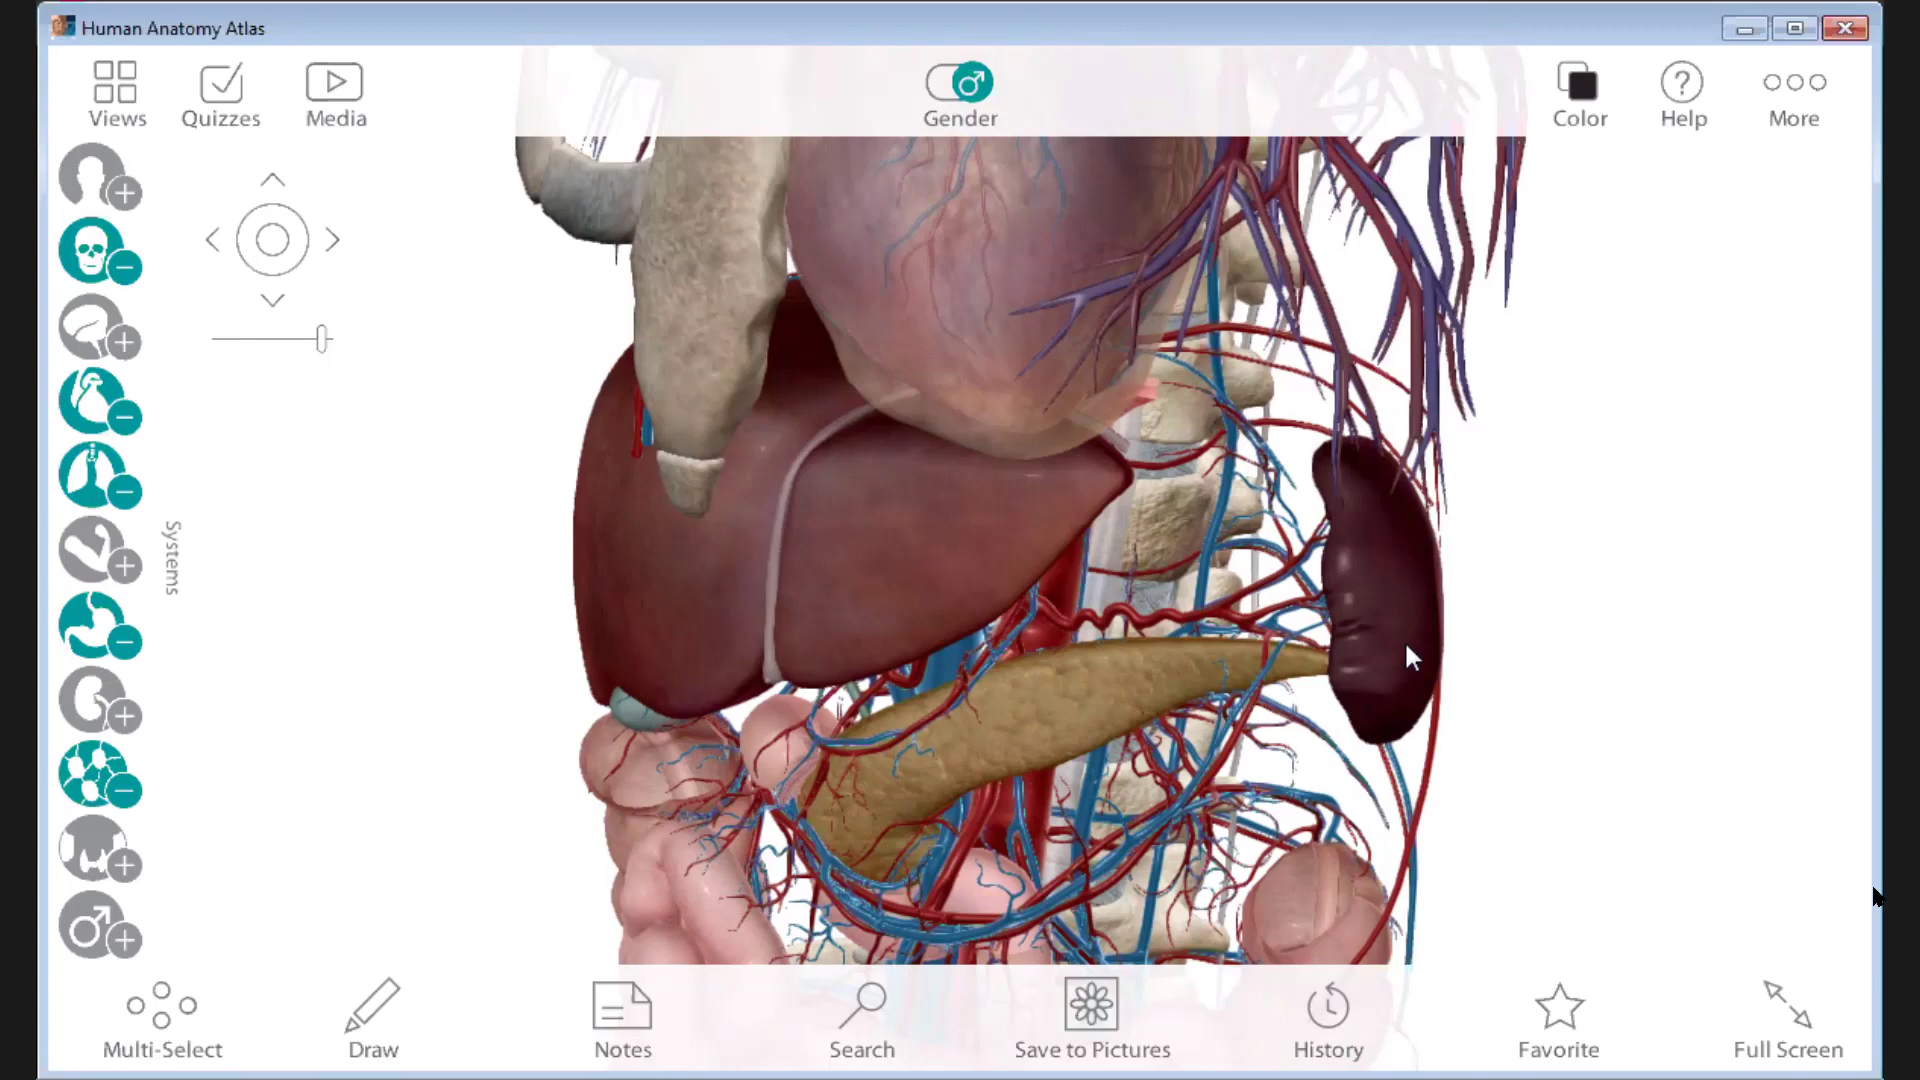 Human Anatomy Atlas
Views
Quizzes
Media
Gender
Color
Help
More
Systems
Multi-Select
Draw
Notes
Search
Save to Pictures
History
Favorite
Full Screen